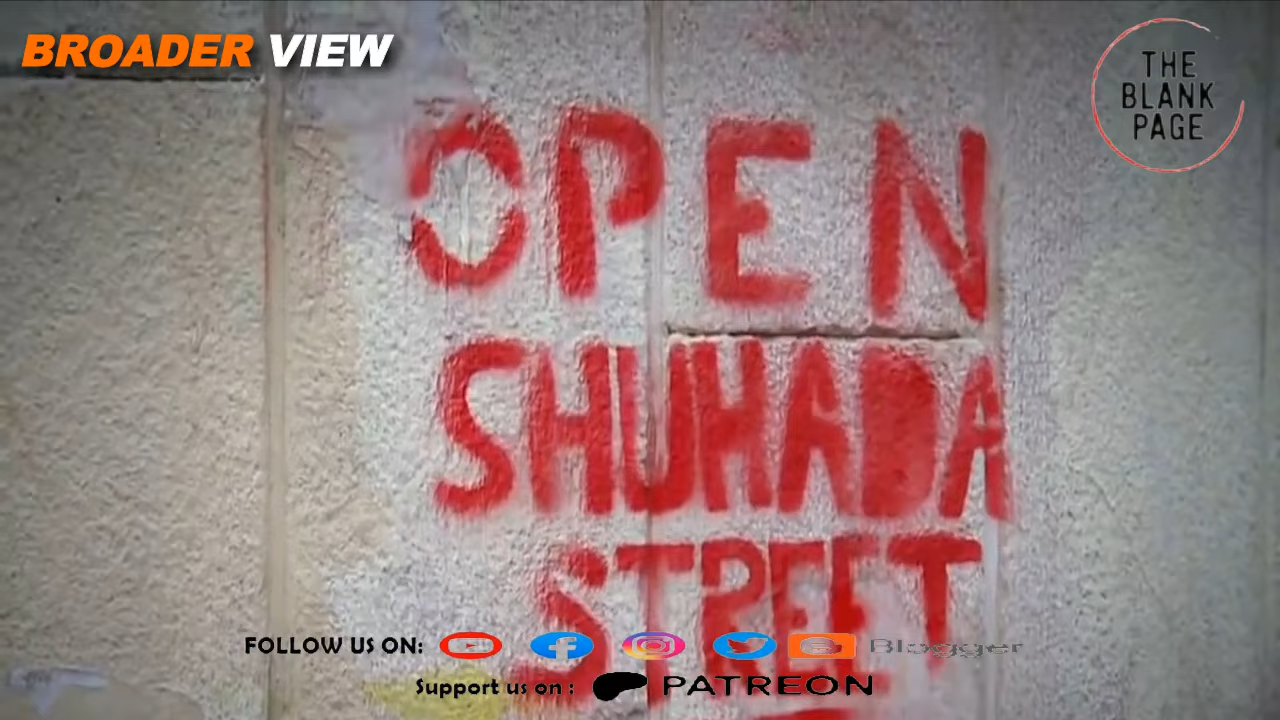 BROADER VIEW
THE
BLANK
PAGE
OPEN
SHUHADA
STREET
FOLLOW US ON:
Blogger
Support us on :
PATREON